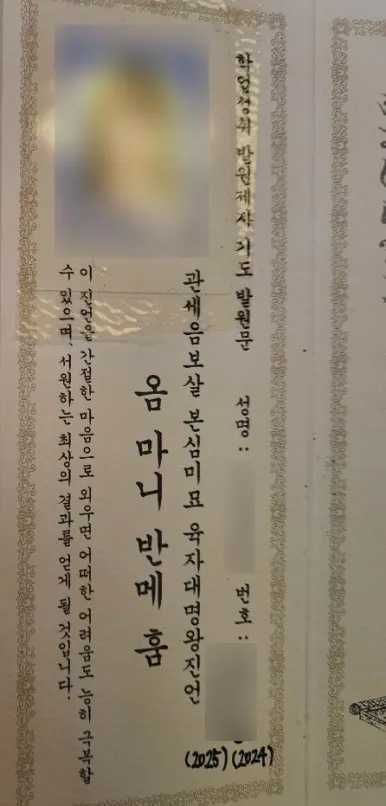 학업성취 발원제자 기도 발원문 성명 : 번호 :
(2025) (2024)
관세음보살 본심미묘 육자대명왕진언
옴 마니 반메 훔
이 진언을 간절한 마음으로 외우면 어떠한 어려움도 능히 극복할
수 있으며, 서원하는 최상의 결과를 얻게 될 것입니다.